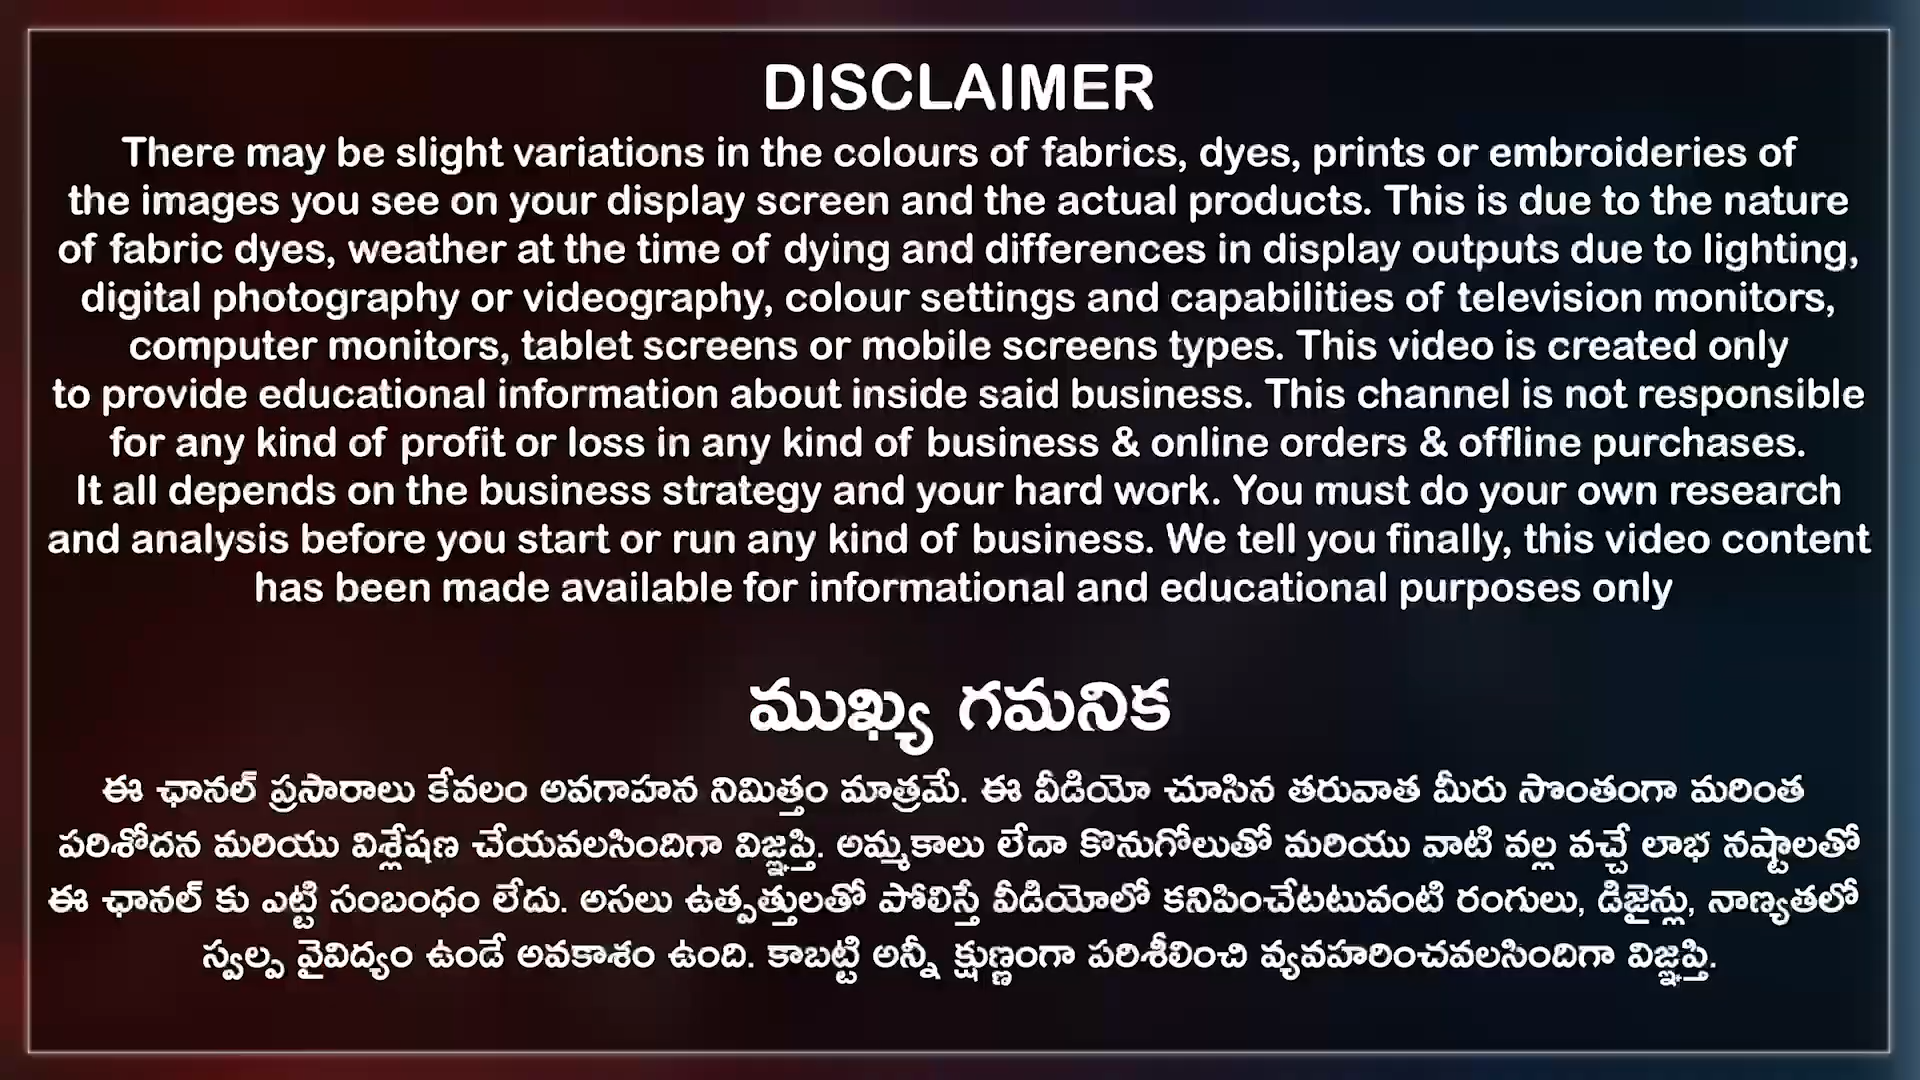 DISCLAIMER
There may be slight variations in the colours of fabrics, dyes, prints or embroideries of
the images you see on your display screen and the actual products. This is due to the nature
of fabric dyes, weather at the time of dying and differences in display outputs due to lighting,
digital photography or videography, colour settings and capabilities of television monitors,
computer monitors, tablet screens or mobile screens types. This video is created only
to provide educational information about inside said business. This channel is not responsible
for any kind of profit or loss in any kind of business & online orders & offline purchases.
It all depends on the business strategy and your hard work. You must do your own research
and analysis before you start or run any kind of business. We tell you finally, this video content
has been made available for informational and educational purposes only
ముఖ్య గమనిక
ఈ ఛానల్ ప్రసారాలు కేవలం అవగాహన నిమిత్తం మాత్రమే. ఈ వీడియో చూసిన తరువాత మీరు సొంతంగా మరింత
పరిశోదన మరియు విశ్లేషణ చేయవలసిందిగా విజ్ఞప్తి. అమ్మకాలు లేదా కొనుగోలుతో మరియు వాటి వల్ల వచ్చే లాభ నష్టాలతో
ఈ ఛానల్ కు ఎట్టి సంబంధం లేదు. అసలు ఉత్పత్తులతో పోలిస్తే వీడియోలో కనిపించేటటువంటి రంగులు, డిజైన్లు, నాణ్యతలో
స్వల్ప వైవిద్యం ఉండే అవకాశం ఉంది. కాబట్టి అన్నీ క్షుణ్ణంగా పరిశీలించి వ్యవహరించవలసిందిగా విజ్ఞప్తి.